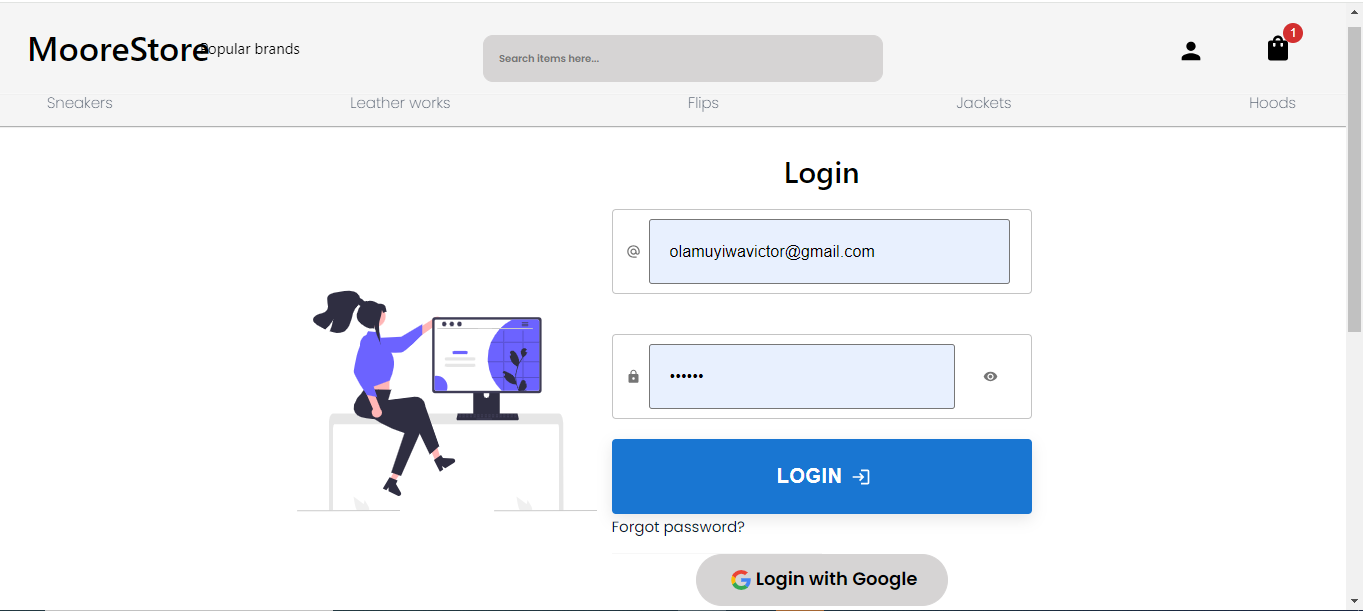 MooreStore
Popular brands
Search items here...
1
Sneakers
Leather works
Flips
Jackets
Hoods
Login
@
olamuyiwavictor@gmail.com
••••••
LOGIN
Forgot password?
Login with Google